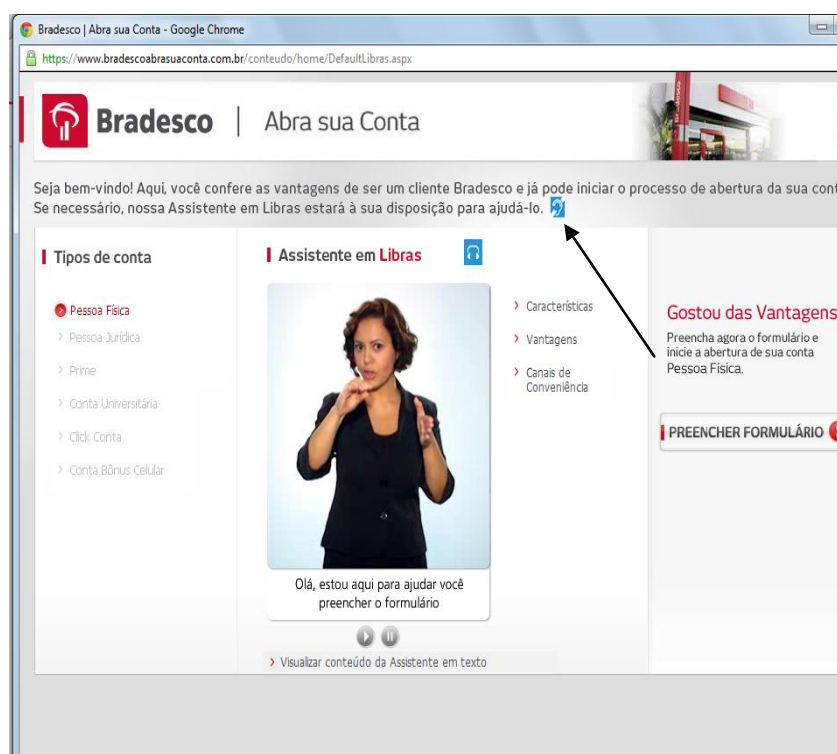 Bradesco | Abra sua Conta - Google Chrome
https://www.bradescoabrasuaconta.com.br/conteudo/home/DefaultLibras.aspx
Bradesco | Abra sua Conta
Bradesco
Seja bem-vindo! Aqui, você confere as vantagens de ser um cliente Bradesco e já pode iniciar o processo de abertura da sua cont
Se necessário, nossa Assistente em Libras estará à sua disposição para ajudá-lo.
Tipos de conta
Pessoa Física
Pessoa Jurídica
Prime
Conta Universitária
Click Conta
Conta Bônus Celular
Assistente em Libras
Olá, estou aqui para ajudar você
preencher o formulário
> Visualizar conteúdo da Assistente em texto
> Características
> Vantagens
> Canais de
Conveniência
Gostou das Vantagens
Preencha agora o formulário e
inicie a abertura de sua conta
Pessoa Física.
PREENCHER FORMULÁRIO